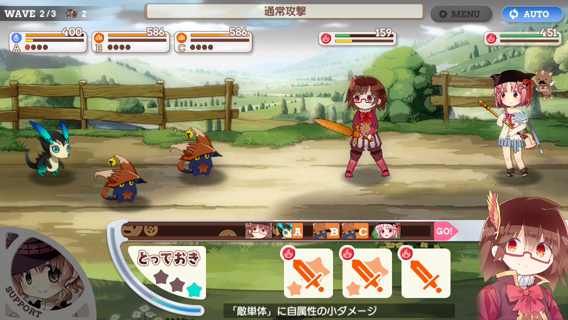 WAVE 2/3 2
通常攻撃
MENU
AUTO
400
A
586
B
586
C
159
451
A B C GO!
とっておき
SUPPORT
「敵単体」に自属性の小ダメージ